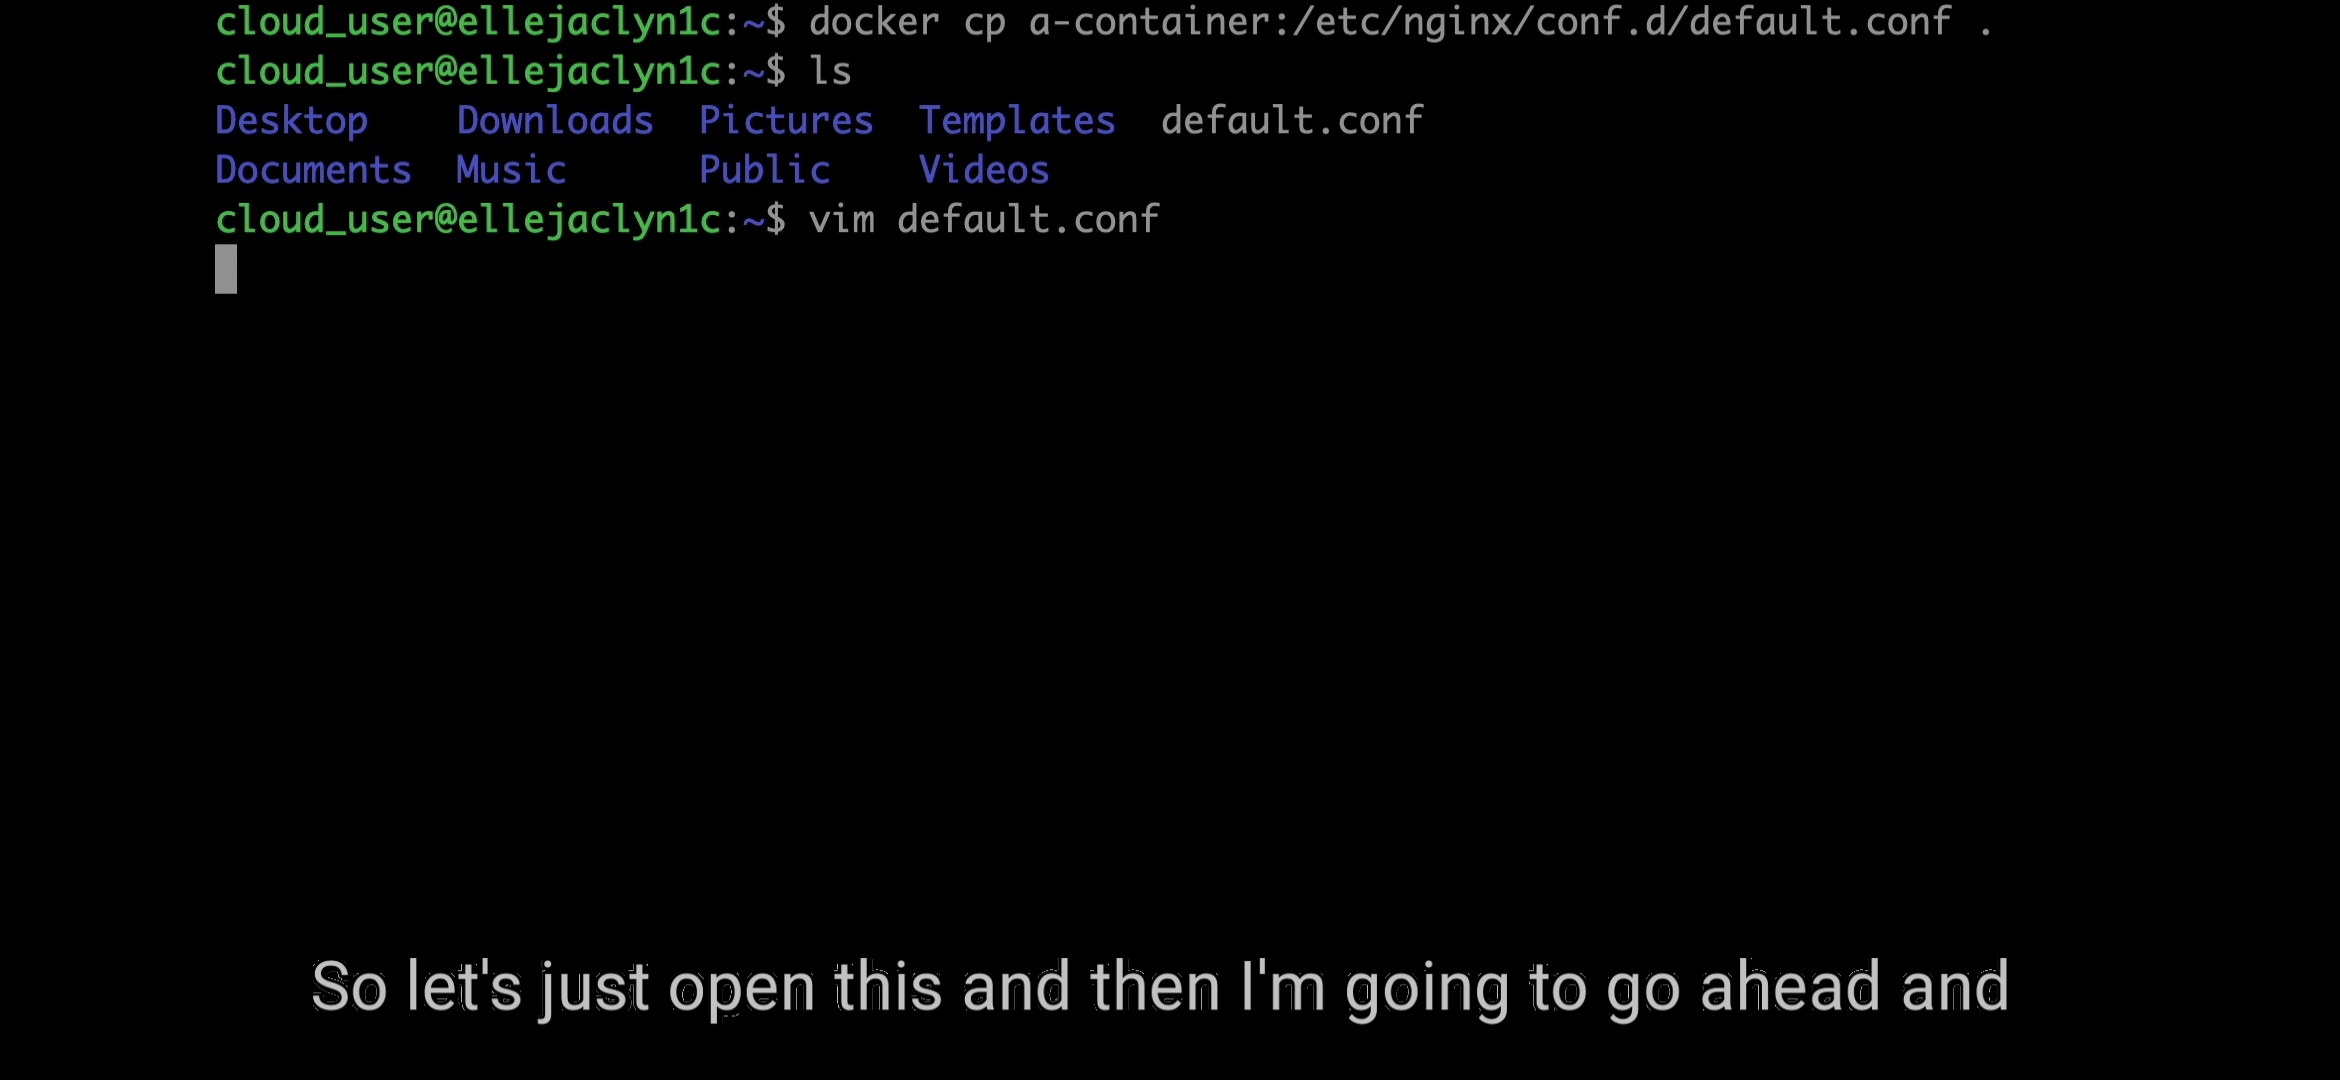 cloud_user@ellejaclyn1c:~$ docker cp a-container:/etc/nginx/conf.d/default.conf .
cloud_user@ellejaclyn1c:~$ ls
Desktop    Downloads  Pictures  Templates  default.conf
Documents  Music      Public    Videos
cloud_user@ellejaclyn1c:~$ vim default.conf
So let's just open this and then I'm going to go ahead and